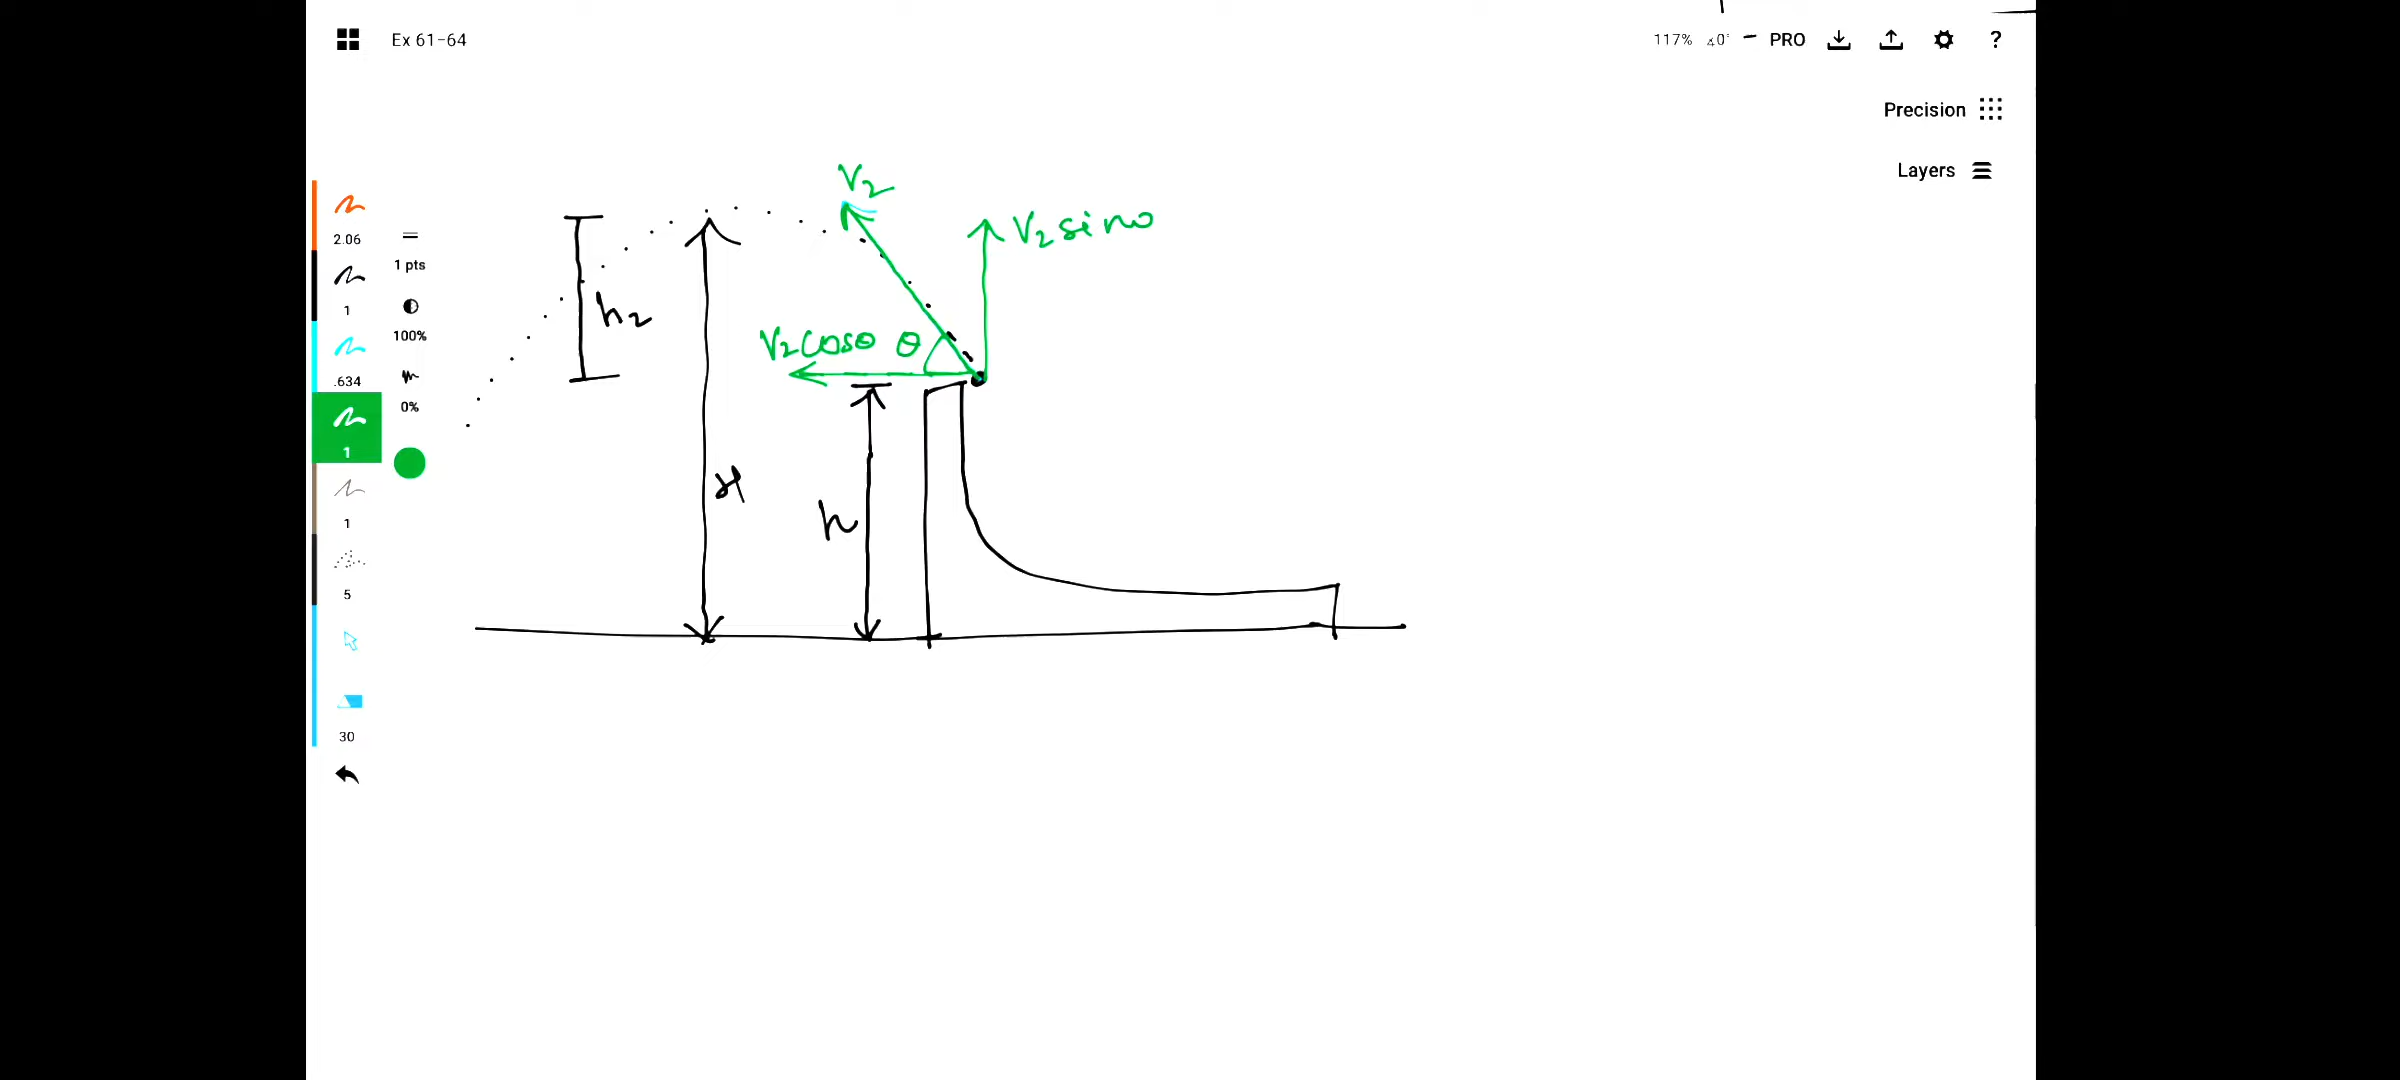 Ex 61-64
117% ∡0° PRO ?
Precision
Layers
2.06
1 pts
1
100%
.634
0%
1
1
5
30
V₂
V₂ sinθ
h₂
V₂cosθ θ
H
h